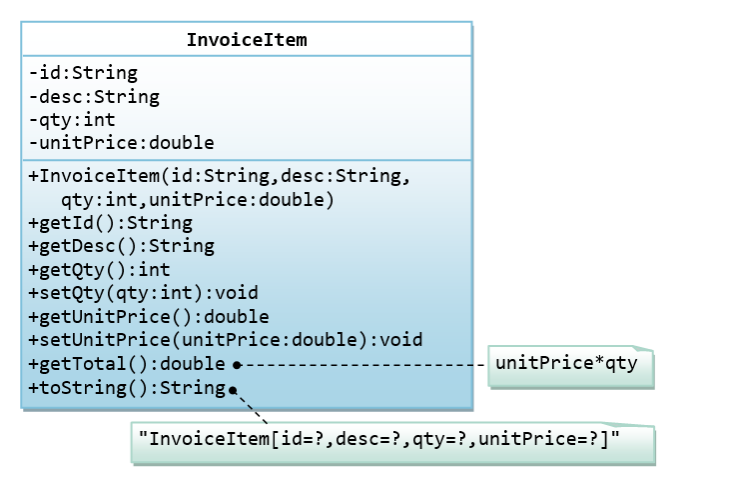 InvoiceItem
-id:String
-desc:String
-qty:int
-unitPrice:double
+InvoiceItem(id:String,desc:String,
qty:int,unitPrice:double)
+getId():String
+getDesc():String
+getQty():int
+setQty(qty:int):void
+getUnitPrice():double
+setUnitPrice(unitPrice:double):void
+getTotal():double
unitPrice*qty
+toString():String
"InvoiceItem[id=?,desc=?,qty=?,unitPrice=?]"